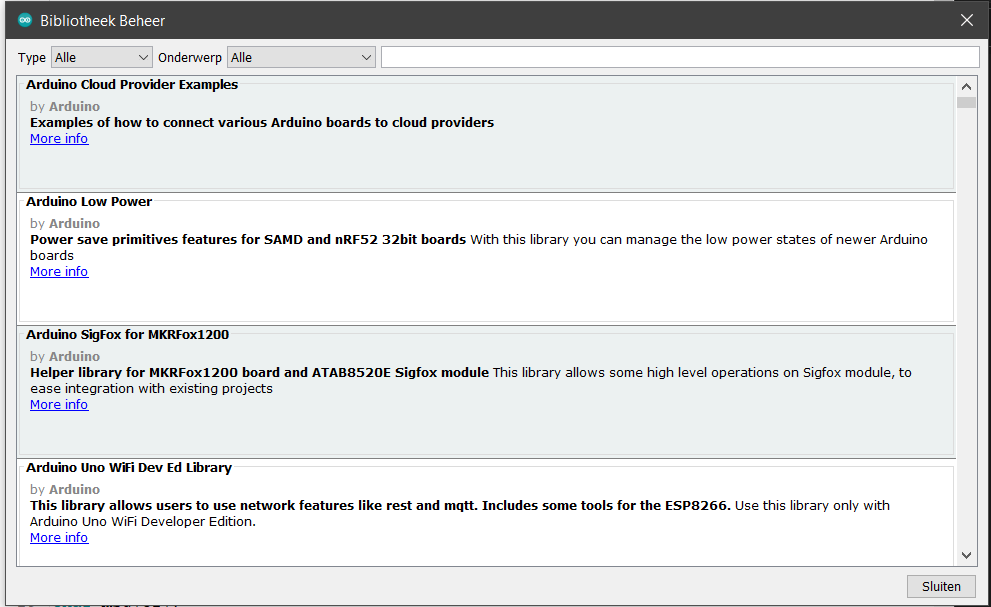 Bibliotheek Beheer
Type Alle Onderwerp Alle
Arduino Cloud Provider Examples
by Arduino
Examples of how to connect various Arduino boards to cloud providers
More info
Arduino Low Power
by Arduino
Power save primitives features for SAMD and nRF52 32bit boards With this library you can manage the low power states of newer Arduino
boards
More info
Arduino SigFox for MKRFox1200
by Arduino
Helper library for MKRFox1200 board and ATAB8520E Sigfox module This library allows some high level operations on Sigfox module, to
ease integration with existing projects
More info
Arduino Uno WiFi Dev Ed Library
by Arduino
This library allows users to use network features like rest and mqtt. Includes some tools for the ESP8266. Use this library only with
Arduino Uno WiFi Developer Edition.
More info
Sluiten